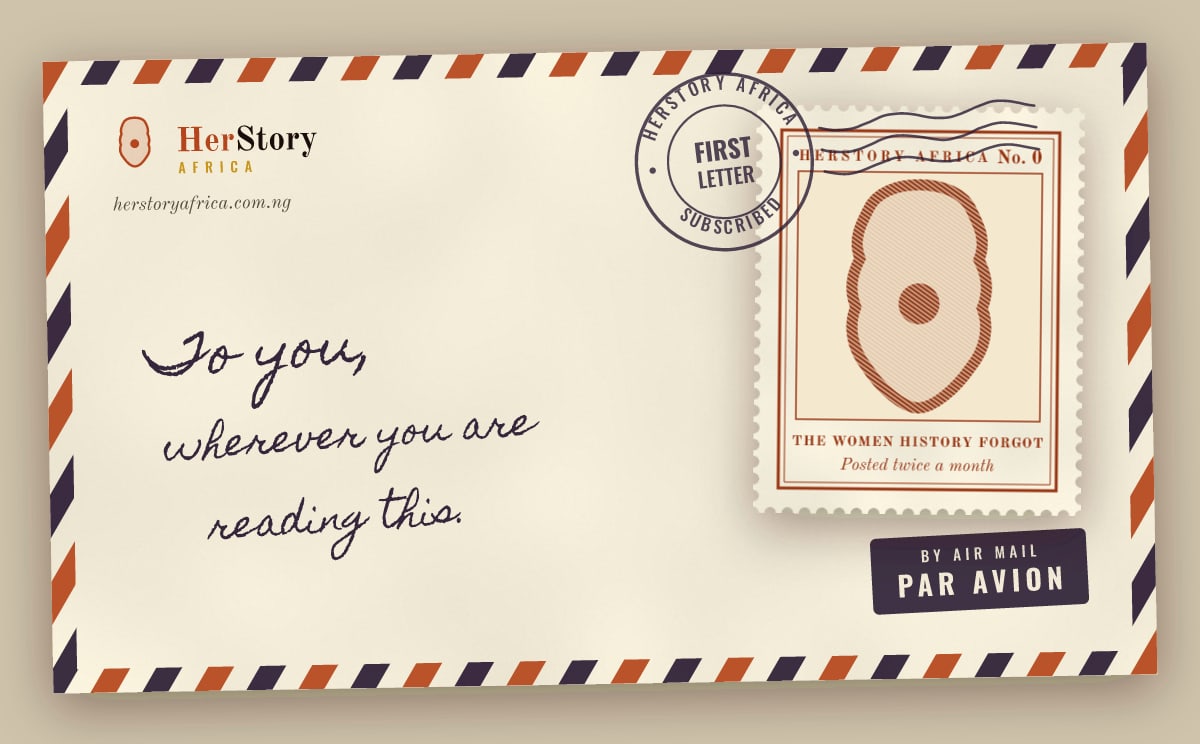 HerStory
AFRICA
herstoryafrica.com.ng
HERSTORY AFRICA
FIRST
LETTER
SUBSCRIBED
HERSTORY AFRICA No. 0
THE WOMEN HISTORY FORGOT
Posted twice a month
To you,
wherever you are
reading this.
BY AIR MAIL
PAR AVION